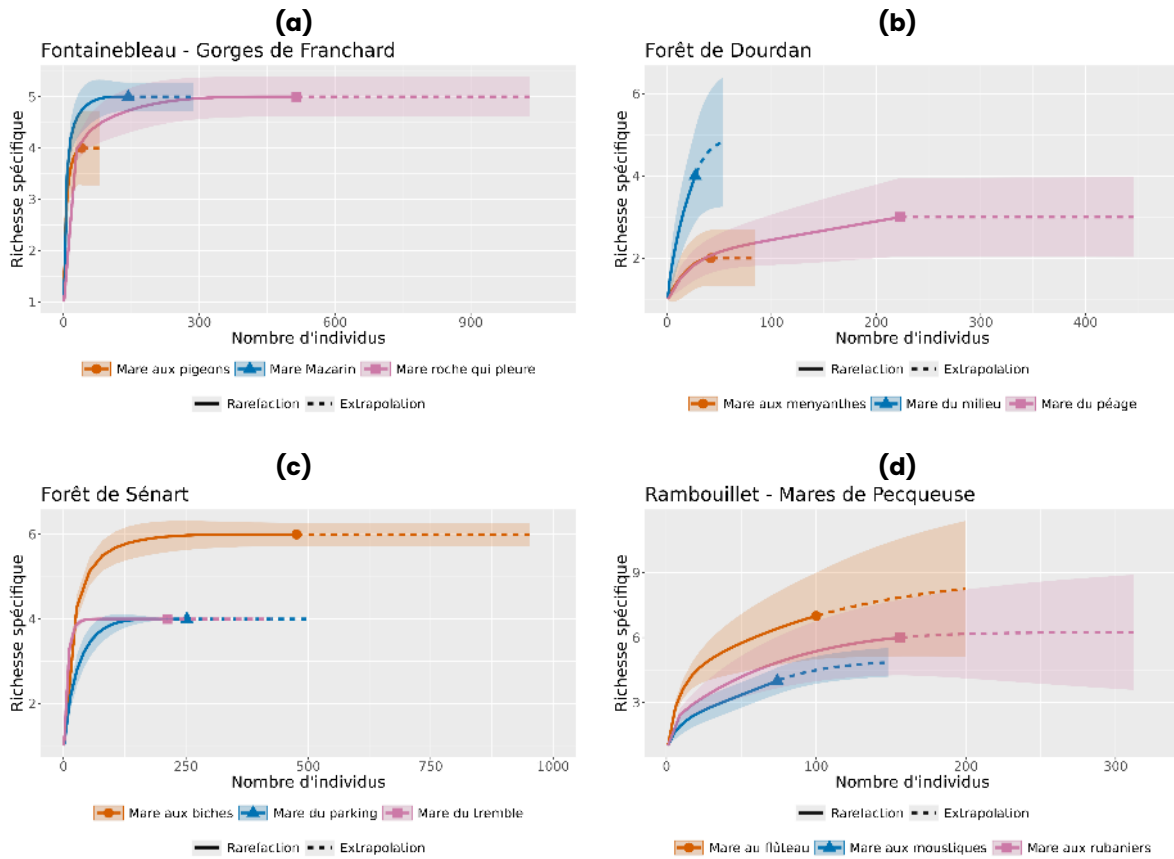 (a)
Fontainebleau - Gorges de Franchard
Richesse spécifique
5
4
3
2
1
0
300
600
900
Nombre d'individus
Mare aux pigeons
Mare Mazarin
Mare roche qui pleure
Rarefaction
Extrapolation
(b)
Forêt de Dourdan
Richesse spécifique
6
4
2
0
100
200
300
400
Nombre d'individus
Rarefaction
Extrapolation
Mare aux menyanthes
Mare du milieu
Mare du péage
(c)
Forêt de Sénart
Richesse spécifique
6
4
2
0
250
500
750
1000
Nombre d'individus
Mare aux biches
Mare du parking
Mare du tremble
Rarefaction
Extrapolation
(d)
Rambouillet - Mares de Pecqueuse
Richesse spécifique
9
6
3
0
100
200
300
Nombre d'individus
Rarefaction
Extrapolation
Mare au flûteau
Mare aux moustiques
Mare aux rubaniers